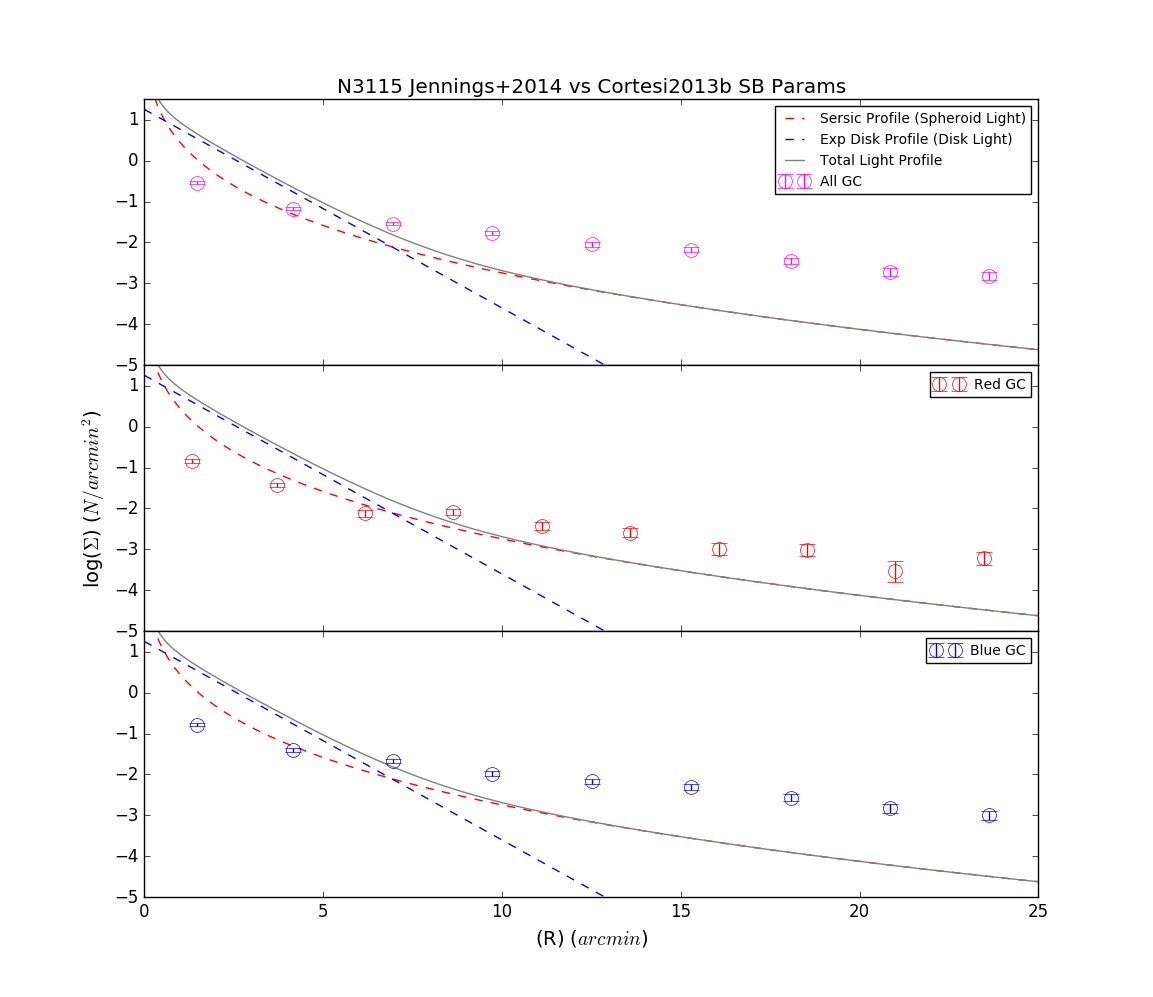 N3115 Jennings+2014 vs Cortesi2013b SB Params
1
0
−1
−2
−3
−4
−5
Sersic Profile (Spheroid Light)
Exp Disk Profile (Disk Light)
Total Light Profile
All GC
1
0
−1
−2
−3
−4
−5
Red GC
log(Σ) (N/arcmin²)
1
0
−1
−2
−3
−4
−5
Blue GC
0 5 10 15 20 25
(R) (arcmin)